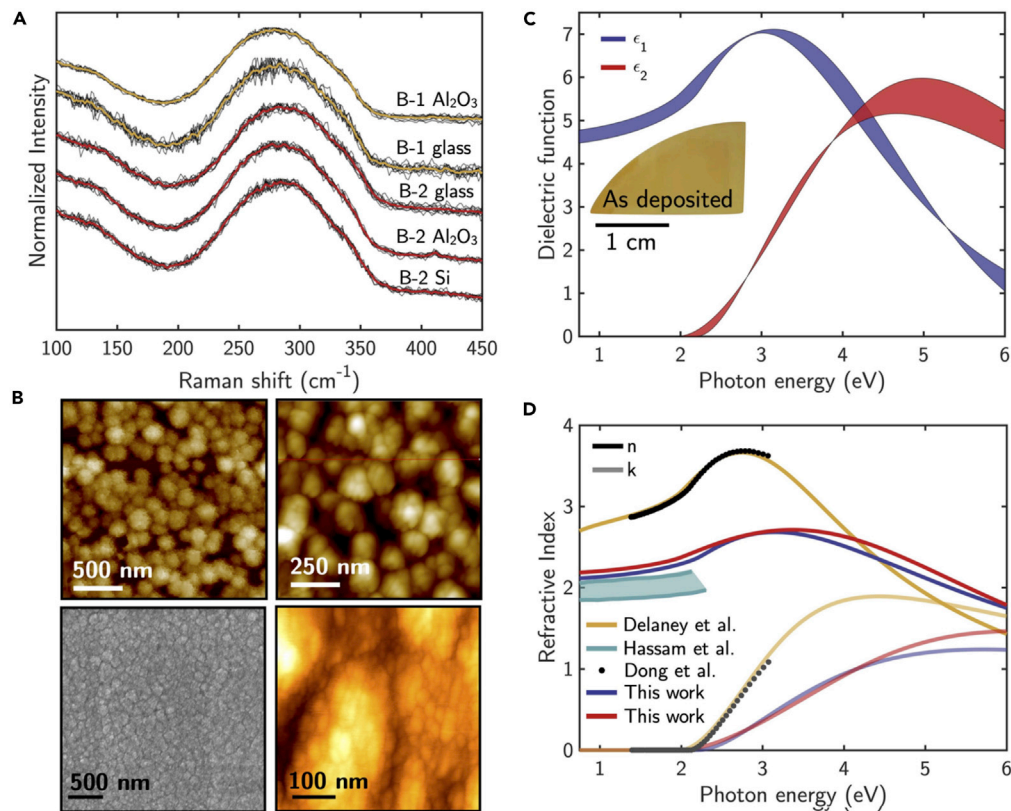 A
Normalized Intensity
B-1 Al₂O₃
B-1 glass
B-2 glass
B-2 Al₂O₃
B-2 Si
100 150 200 250 300 350 400 450
Raman shift (cm⁻¹)
B
500 nm
250 nm
500 nm
100 nm
C
Dielectric function
7
6
5
4
3
2
1
0
ϵ₁
ϵ₂
As deposited
1 cm
1 2 3 4 5 6
Photon energy (eV)
D
Refractive Index
4
3
2
1
0
n
k
Delaney et al.
Hassam et al.
Dong et al.
This work
This work
1 2 3 4 5 6
Photon energy (eV)